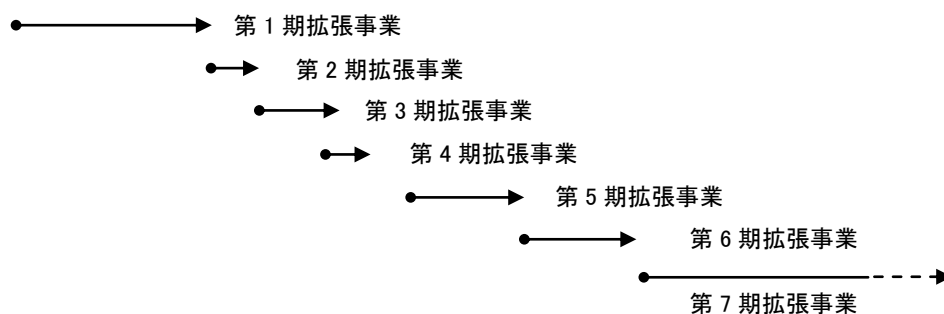 第 1 期拡張事業
第 2 期拡張事業
第 3 期拡張事業
第 4 期拡張事業
第 5 期拡張事業
第 6 期拡張事業
第 7 期拡張事業